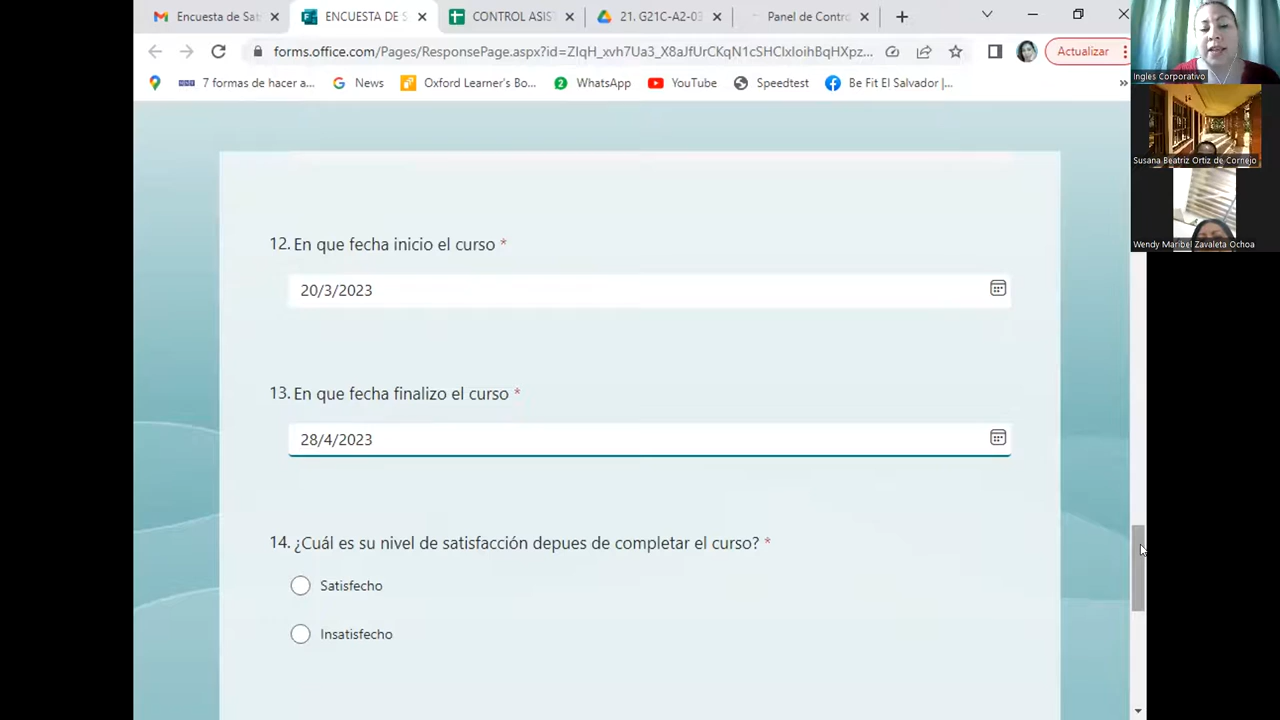 Encuesta de Sat
ENCUESTA DE S
CONTROL ASIS
21. G21C-A2-03
Panel de Contro
forms.office.com/Pages/ResponsePage.aspx?id=ZIqH_xvh7Ua3_X8aJfUrCKqN1cSHClxIoihBqHXpz...
Actualizar
7 formas de hacer a...
News
Oxford Learner's Bo...
2
WhatsApp
YouTube
Speedtest
Be Fit El Salvador |...
»
Ingles Corporativo
Susana Beatriz Ortiz de Cornejo
Wendy Maribel Zavaleta Ochoa
12. En que fecha inicio el curso *
20/3/2023
13. En que fecha finalizo el curso *
28/4/2023
14. ¿Cuál es su nivel de satisfacción depues de completar el curso? *
Satisfecho
Insatisfecho